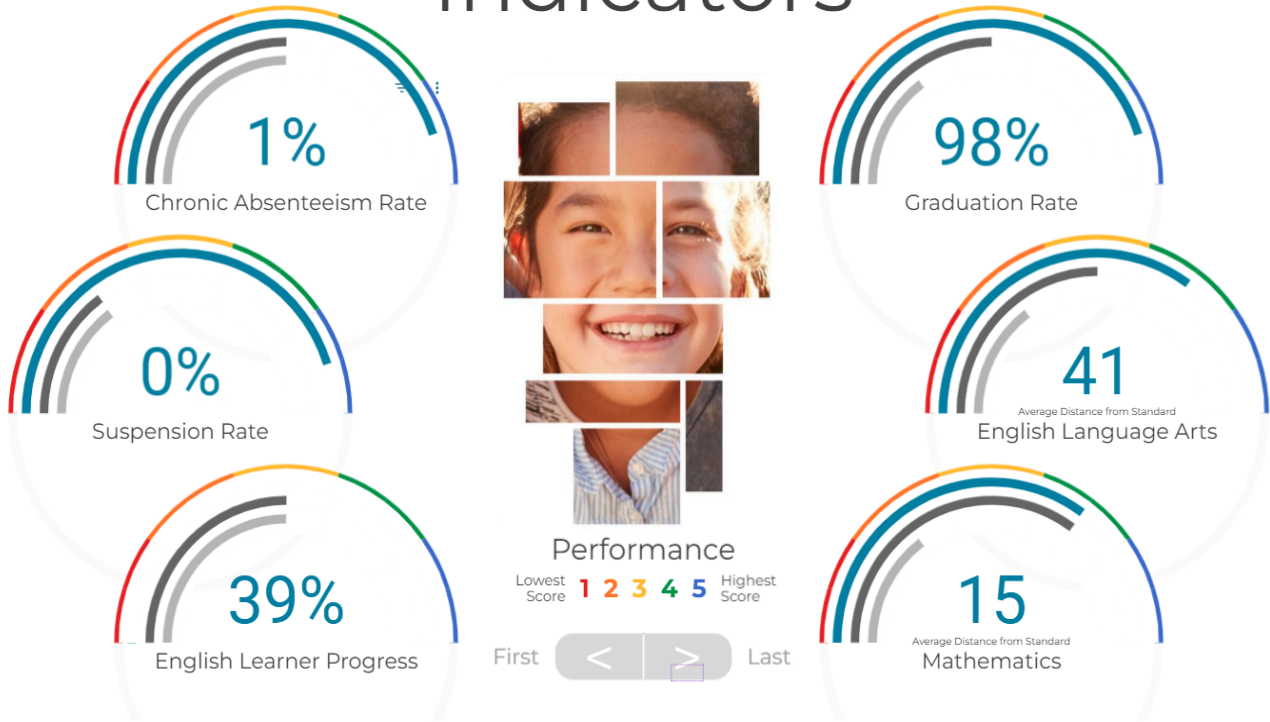 Indicators
1%
Chronic Absenteeism Rate
98%
Graduation Rate
0%
Suspension Rate
41
Average Distance from Standard
English Language Arts
39%
English Learner Progress
Performance
Lowest Score 1 2 3 4 5 Highest Score
First < > Last
15
Average Distance from Standard
Mathematics